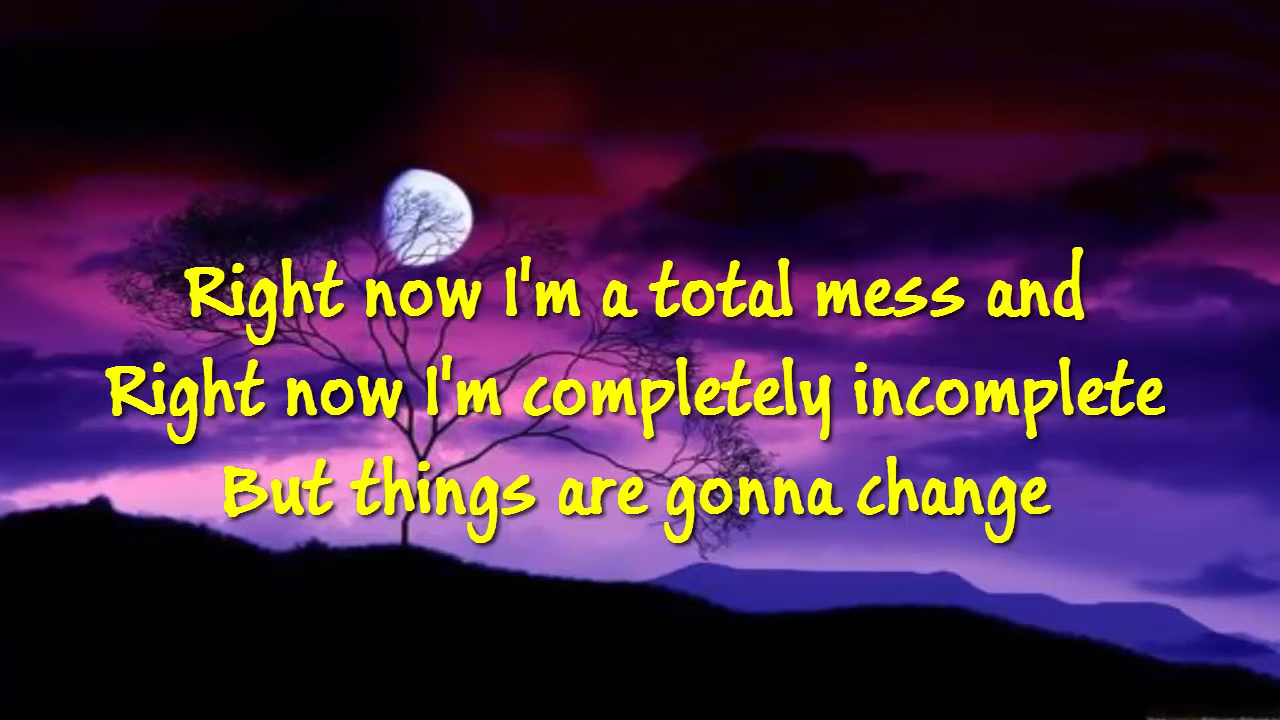 Right now I'm a total mess and
Right now I'm completely incomplete
But things are gonna change